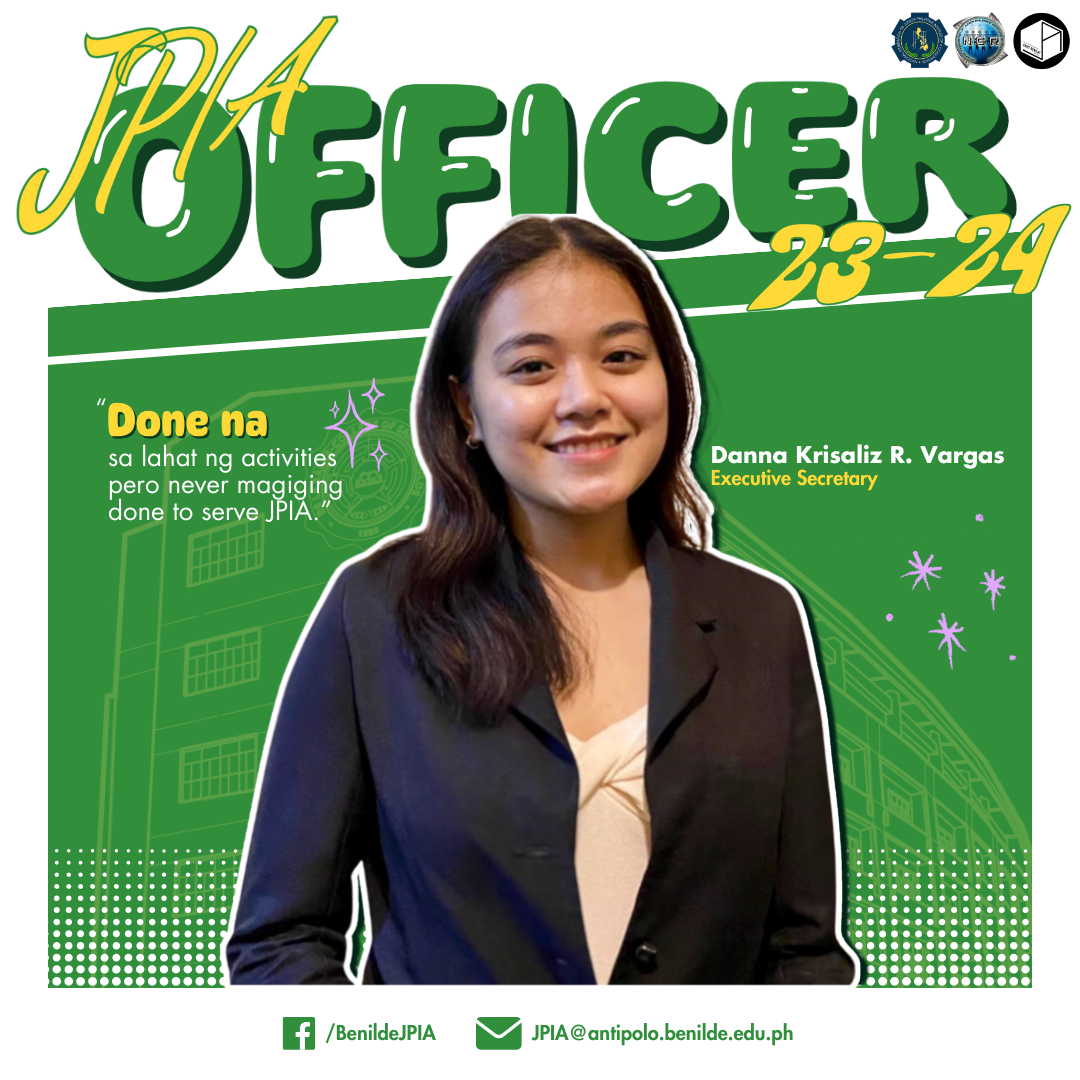 JPIA
OFFICER
23-24
"Done na
sa lahat ng activities
pero never magiging
done to serve JPIA."
Danna Krisaliz R. Vargas
Executive Secretary
/BenildeJPIA
JPIA@antipolo.benilde.edu.ph